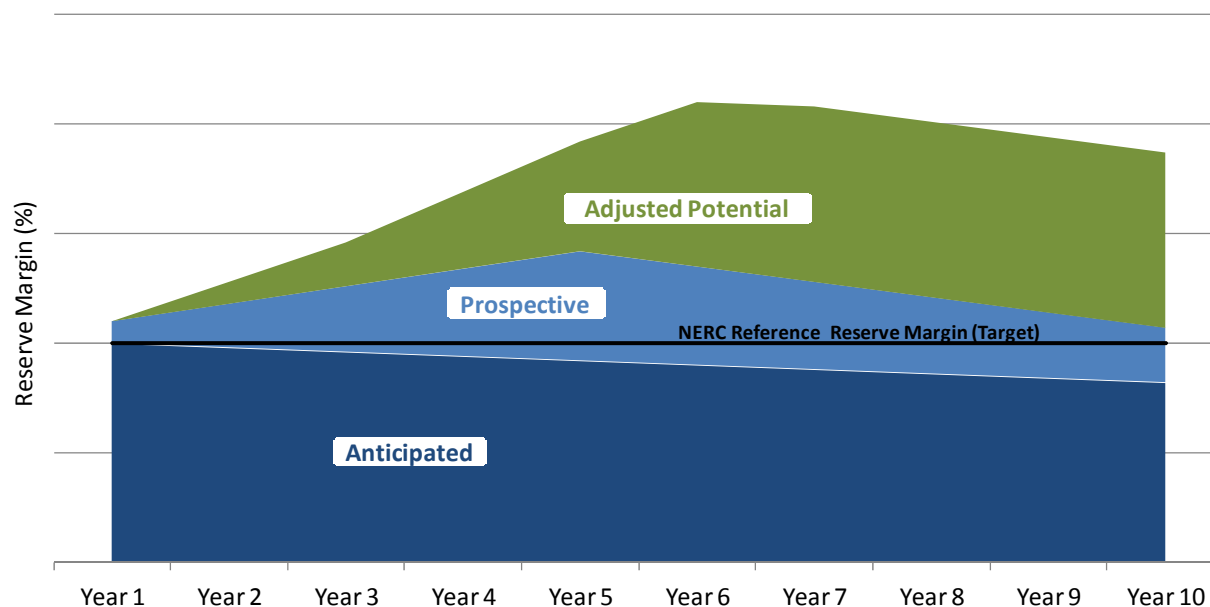 Reserve Margin (%)
Adjusted Potential
Prospective
NERC Reference Reserve Margin (Target)
Anticipated
Year 1 Year 2 Year 3 Year 4 Year 5 Year 6 Year 7 Year 8 Year 9 Year 10